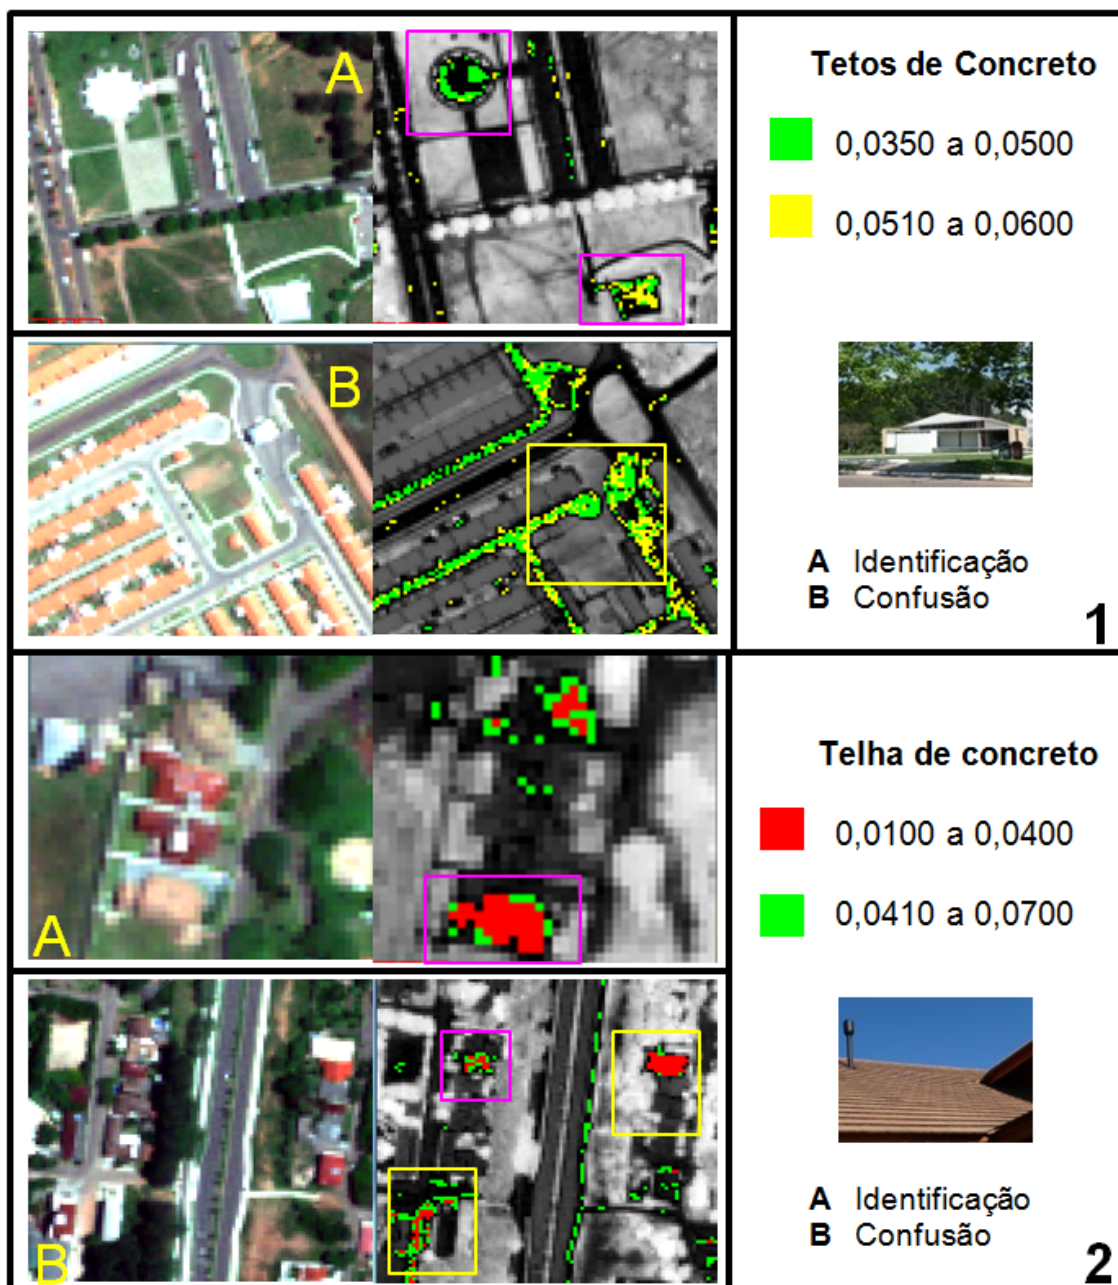 A
Tetos de Concreto
0,0350 a 0,0500
0,0510 a 0,0600
B
A Identificação
B Confusão
1
A
Telha de concreto
0,0100 a 0,0400
0,0410 a 0,0700
B
A Identificação
B Confusão
2